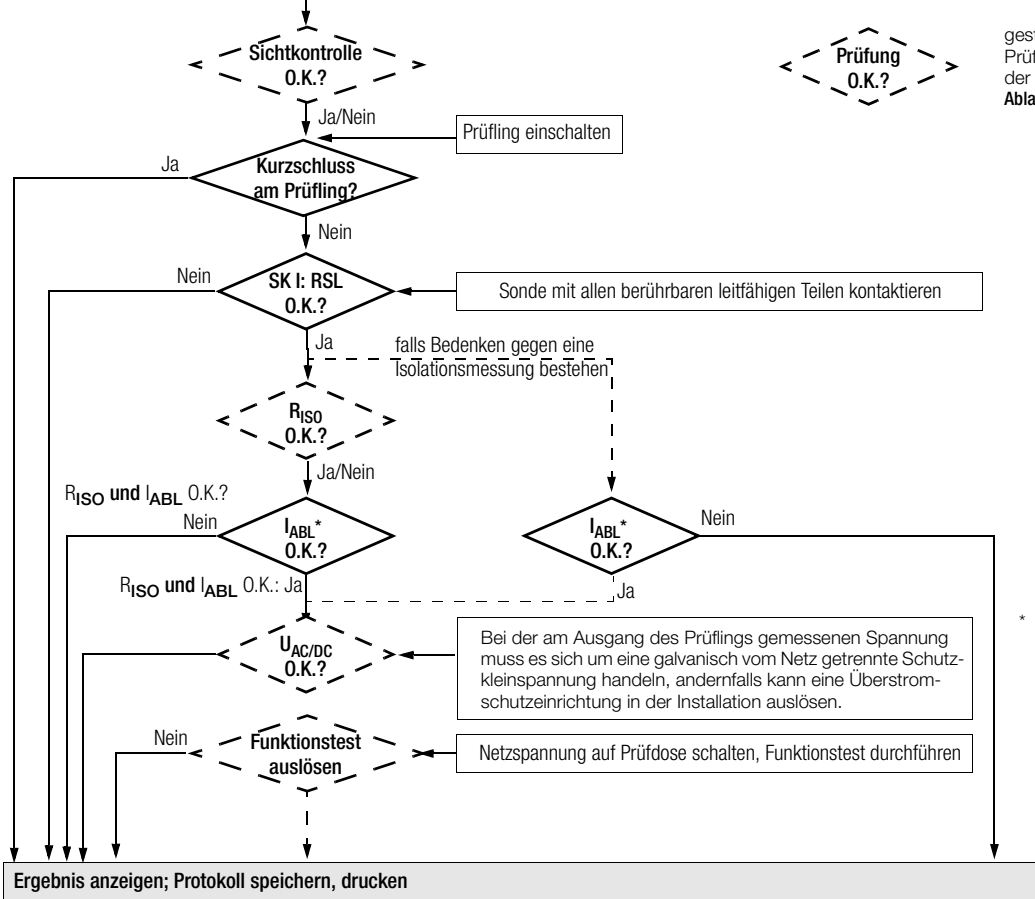 Sichtkontrolle
O.K.?
Prüfung
O.K.?
gest
Prüf
der
Abla
Ja/Nein
Prüfling einschalten
Ja
Kurzschluss
am Prüfling?
Nein
Nein
SK I: RSL
O.K.?
Sonde mit allen berührbaren leitfähigen Teilen kontaktieren
Ja
falls Bedenken gegen eine
Isolationsmessung bestehen
RISO
O.K.?
Ja/Nein
RISO und IABL O.K.?
Nein
IABL*
O.K.?
IABL*
O.K.?
Nein
RISO und IABL O.K.: Ja
Ja
*
UAC/DC
O.K.?
Bei der am Ausgang des Prüflings gemessenen Spannung
muss es sich um eine galvanisch vom Netz getrennte Schutz-
kleinspannung handeln, andernfalls kann eine Überstrom-
schutzeinrichtung in der Installation auslösen.
Nein
Funktionstest
auslösen
Netzspannung auf Prüfdose schalten, Funktionstest durchführen
Ergebnis anzeigen; Protokoll speichern, drucken